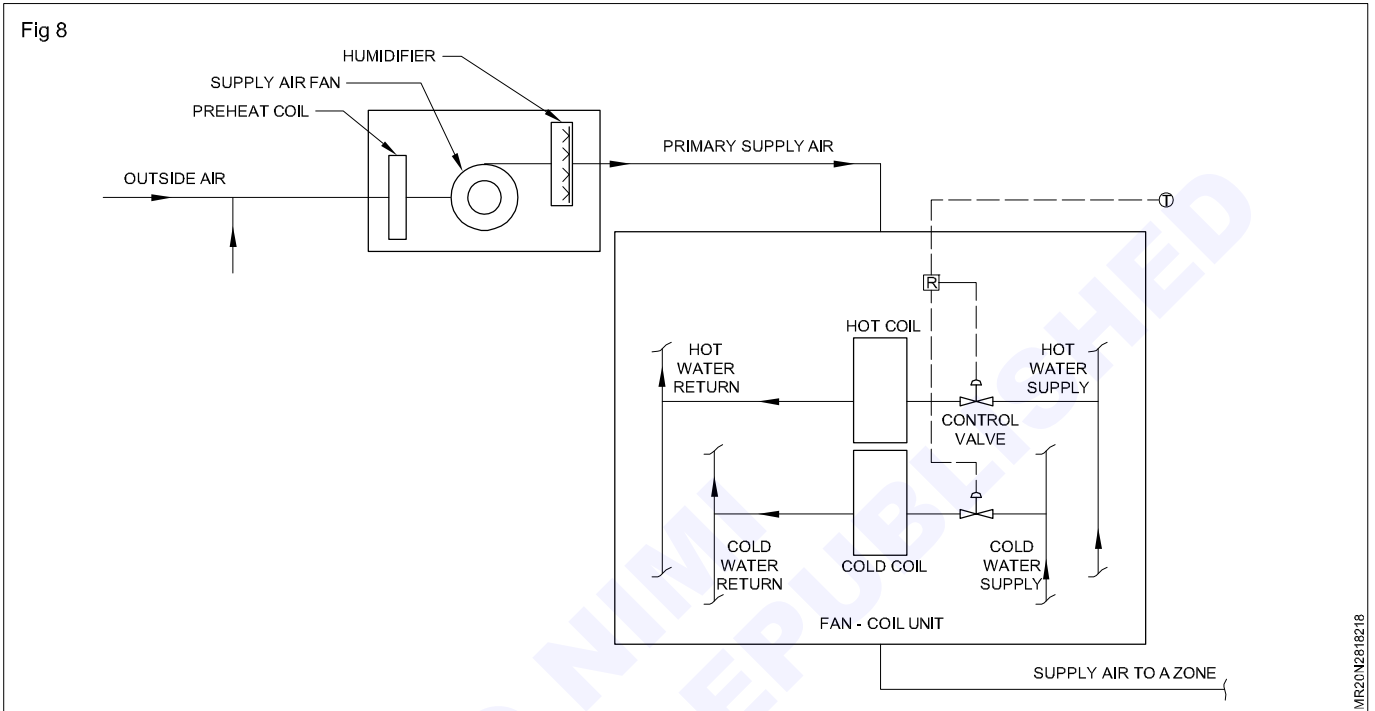 Fig 8
HUMIDIFIER
SUPPLY AIR FAN
PREHEAT COIL
OUTSIDE AIR
PRIMARY SUPPLY AIR
T
R
HOT COIL
HOT
WATER
RETURN
HOT
WATER
SUPPLY
CONTROL
VALVE
COLD
WATER
RETURN
COLD COIL
COLD
WATER
SUPPLY
FAN - COIL UNIT
SUPPLY AIR TO A ZONE
MR20N2818218
NIMI
EPUBLISHED